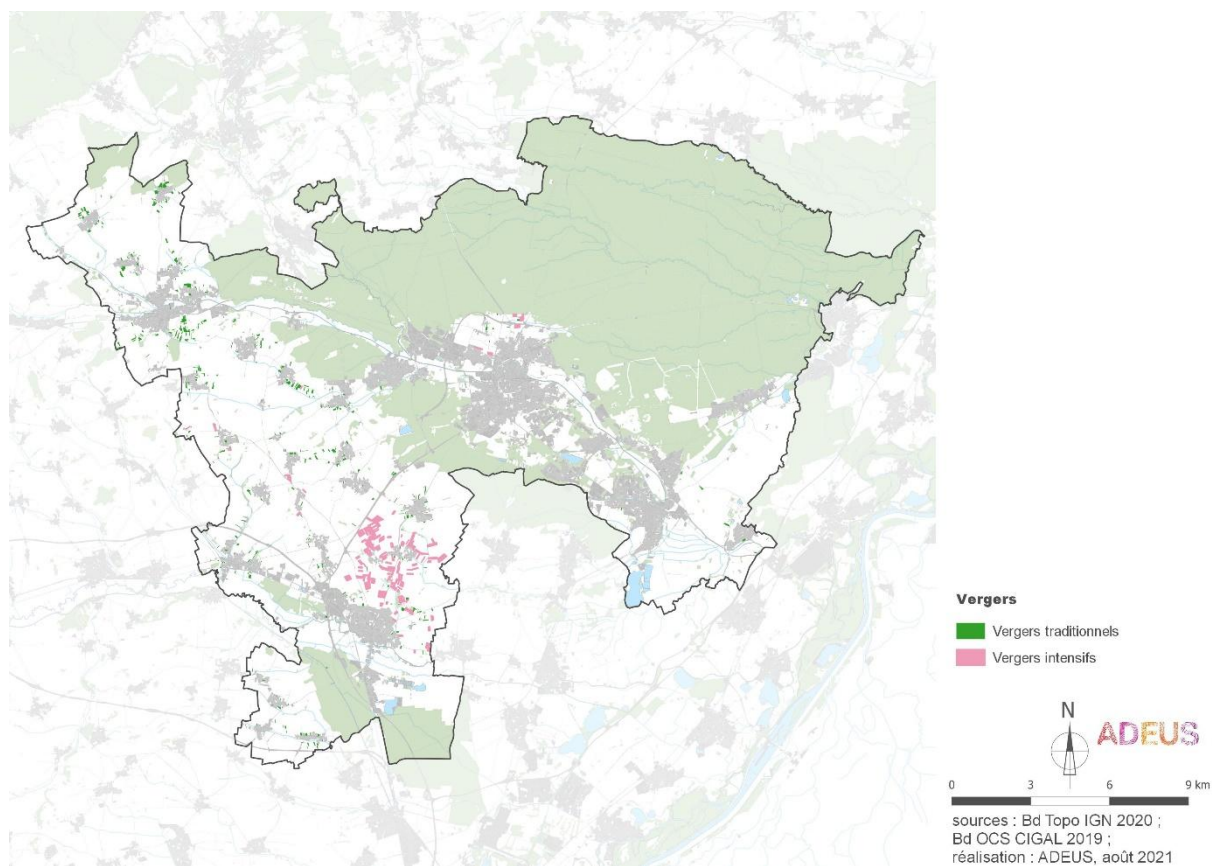 Vergers
Vergers traditionnels
Vergers intensifs
N
ADEUS
0 3 6 9 km
sources : Bd Topo IGN 2020 ;
Bd OCS CIGAL 2019 ;
réalisation : ADEUS, août 2021